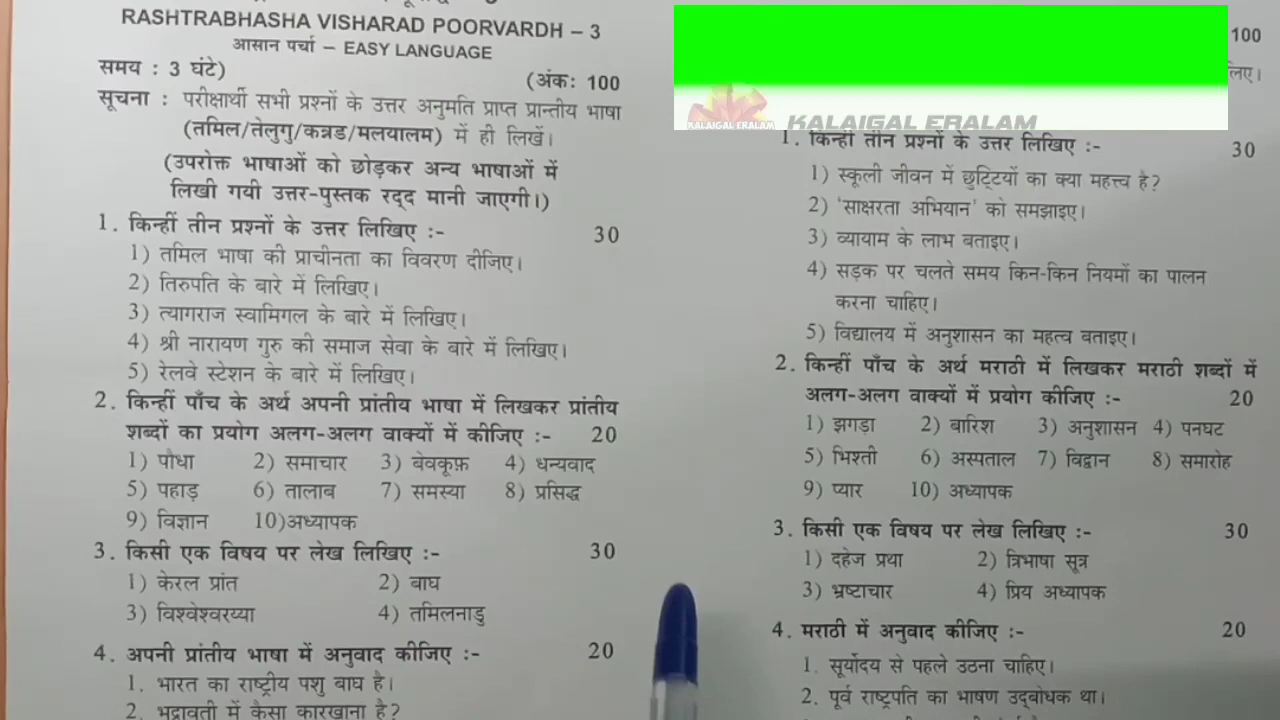 RASHTRABHASHA VISHARAD POORVARDH – 3
आसान पर्चा – EASY LANGUAGE
समय : 3 घंटे)
(अंक: 100
सूचना : परीक्षार्थी सभी प्रश्नों के उत्तर अनुमति प्राप्त प्रान्तीय भाषा
(तमिल/तेलुगु/कन्नड/मलयालम) में ही लिखें।
(उपरोक्त भाषाओं को छोड़कर अन्य भाषाओं में
लिखी गयी उत्तर-पुस्तक रद्द मानी जाएगी।)
1. किन्हीं तीन प्रश्नों के उत्तर लिखिए :- 30
1) तमिल भाषा की प्राचीनता का विवरण दीजिए।
2) तिरुपति के बारे में लिखिए।
3) त्यागराज स्वामिगल के बारे में लिखिए।
4) श्री नारायण गुरु की समाज सेवा के बारे में लिखिए।
5) रेलवे स्टेशन के बारे में लिखिए।
2. किन्हीं पाँच के अर्थ अपनी प्रांतीय भाषा में लिखकर प्रांतीय
शब्दों का प्रयोग अलग-अलग वाक्यों में कीजिए :- 20
1) पौधा 2) समाचार 3) बेवकूफ़ 4) धन्यवाद
5) पहाड़ 6) तालाब 7) समस्या 8) प्रसिद्ध
9) विज्ञान 10)अध्यापक
3. किसी एक विषय पर लेख लिखिए :- 30
1) केरल प्रांत 2) बाघ
3) विश्वेश्वरय्या 4) तमिलनाडु
4. अपनी प्रांतीय भाषा में अनुवाद कीजिए :- 20
1. भारत का राष्ट्रीय पशु बाघ है।
2. भद्रावती में कैसा कारखाना है?
100
लिए।
KALAIGAL ERALAM
KALAIGAL ERALAM
1. किन्हीं तीन प्रश्नों के उत्तर लिखिए :- 30
1) स्कूली जीवन में छुट्टियों का क्या महत्त्व है?
2) 'साक्षरता अभियान' को समझाइए।
3) व्यायाम के लाभ बताइए।
4) सड़क पर चलते समय किन-किन नियमों का पालन
करना चाहिए।
5) विद्यालय में अनुशासन का महत्व बताइए।
2. किन्हीं पाँच के अर्थ मराठी में लिखकर मराठी शब्दों में
अलग-अलग वाक्यों में प्रयोग कीजिए :- 20
1) झगड़ा 2) बारिश 3) अनुशासन 4) पनघट
5) भिश्ती 6) अस्पताल 7) विद्वान 8) समारोह
9) प्यार 10) अध्यापक
3. किसी एक विषय पर लेख लिखिए :- 30
1) दहेज प्रथा 2) त्रिभाषा सूत्र
3) भ्रष्टाचार 4) प्रिय अध्यापक
4. मराठी में अनुवाद कीजिए :- 20
1. सूर्योदय से पहले उठना चाहिए।
2. पूर्व राष्ट्रपति का भाषण उद्बोधक था।